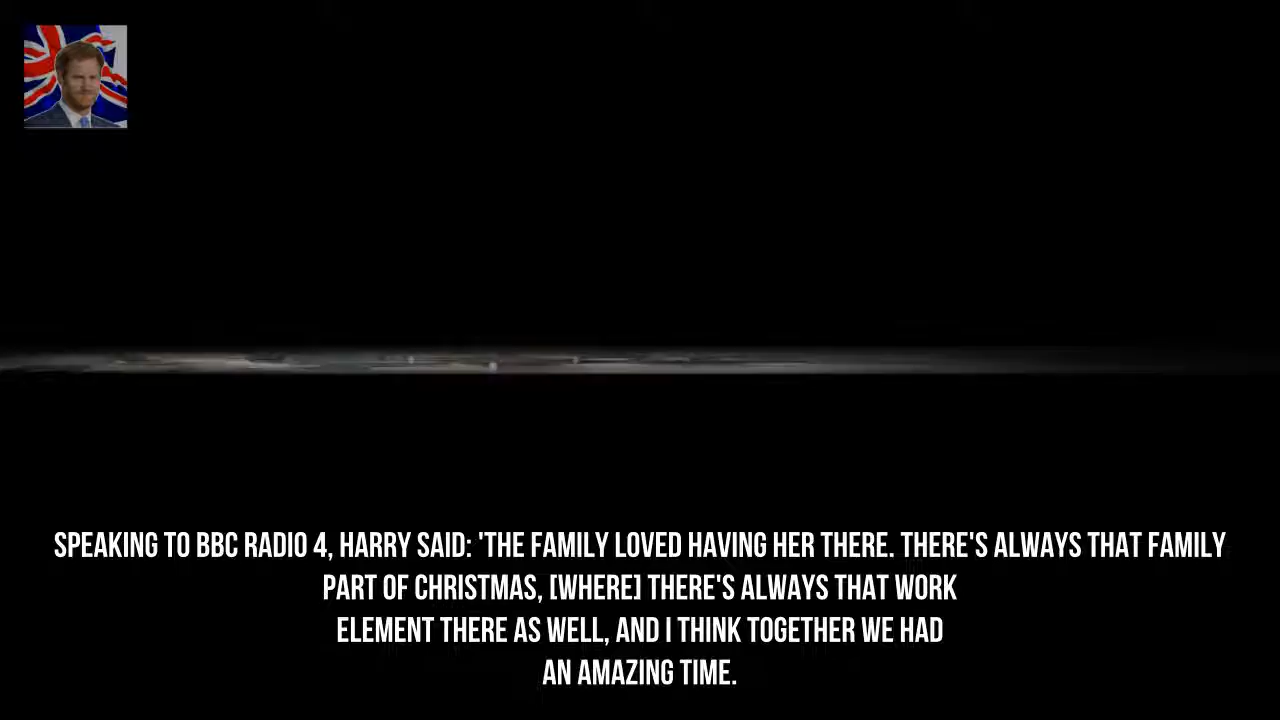 SPEAKING TO BBC RADIO 4, HARRY SAID: 'THE FAMILY LOVED HAVING HER THERE. THERE'S ALWAYS THAT FAMILY
PART OF CHRISTMAS, [WHERE] THERE'S ALWAYS THAT WORK
ELEMENT THERE AS WELL, AND I THINK TOGETHER WE HAD
AN AMAZING TIME.